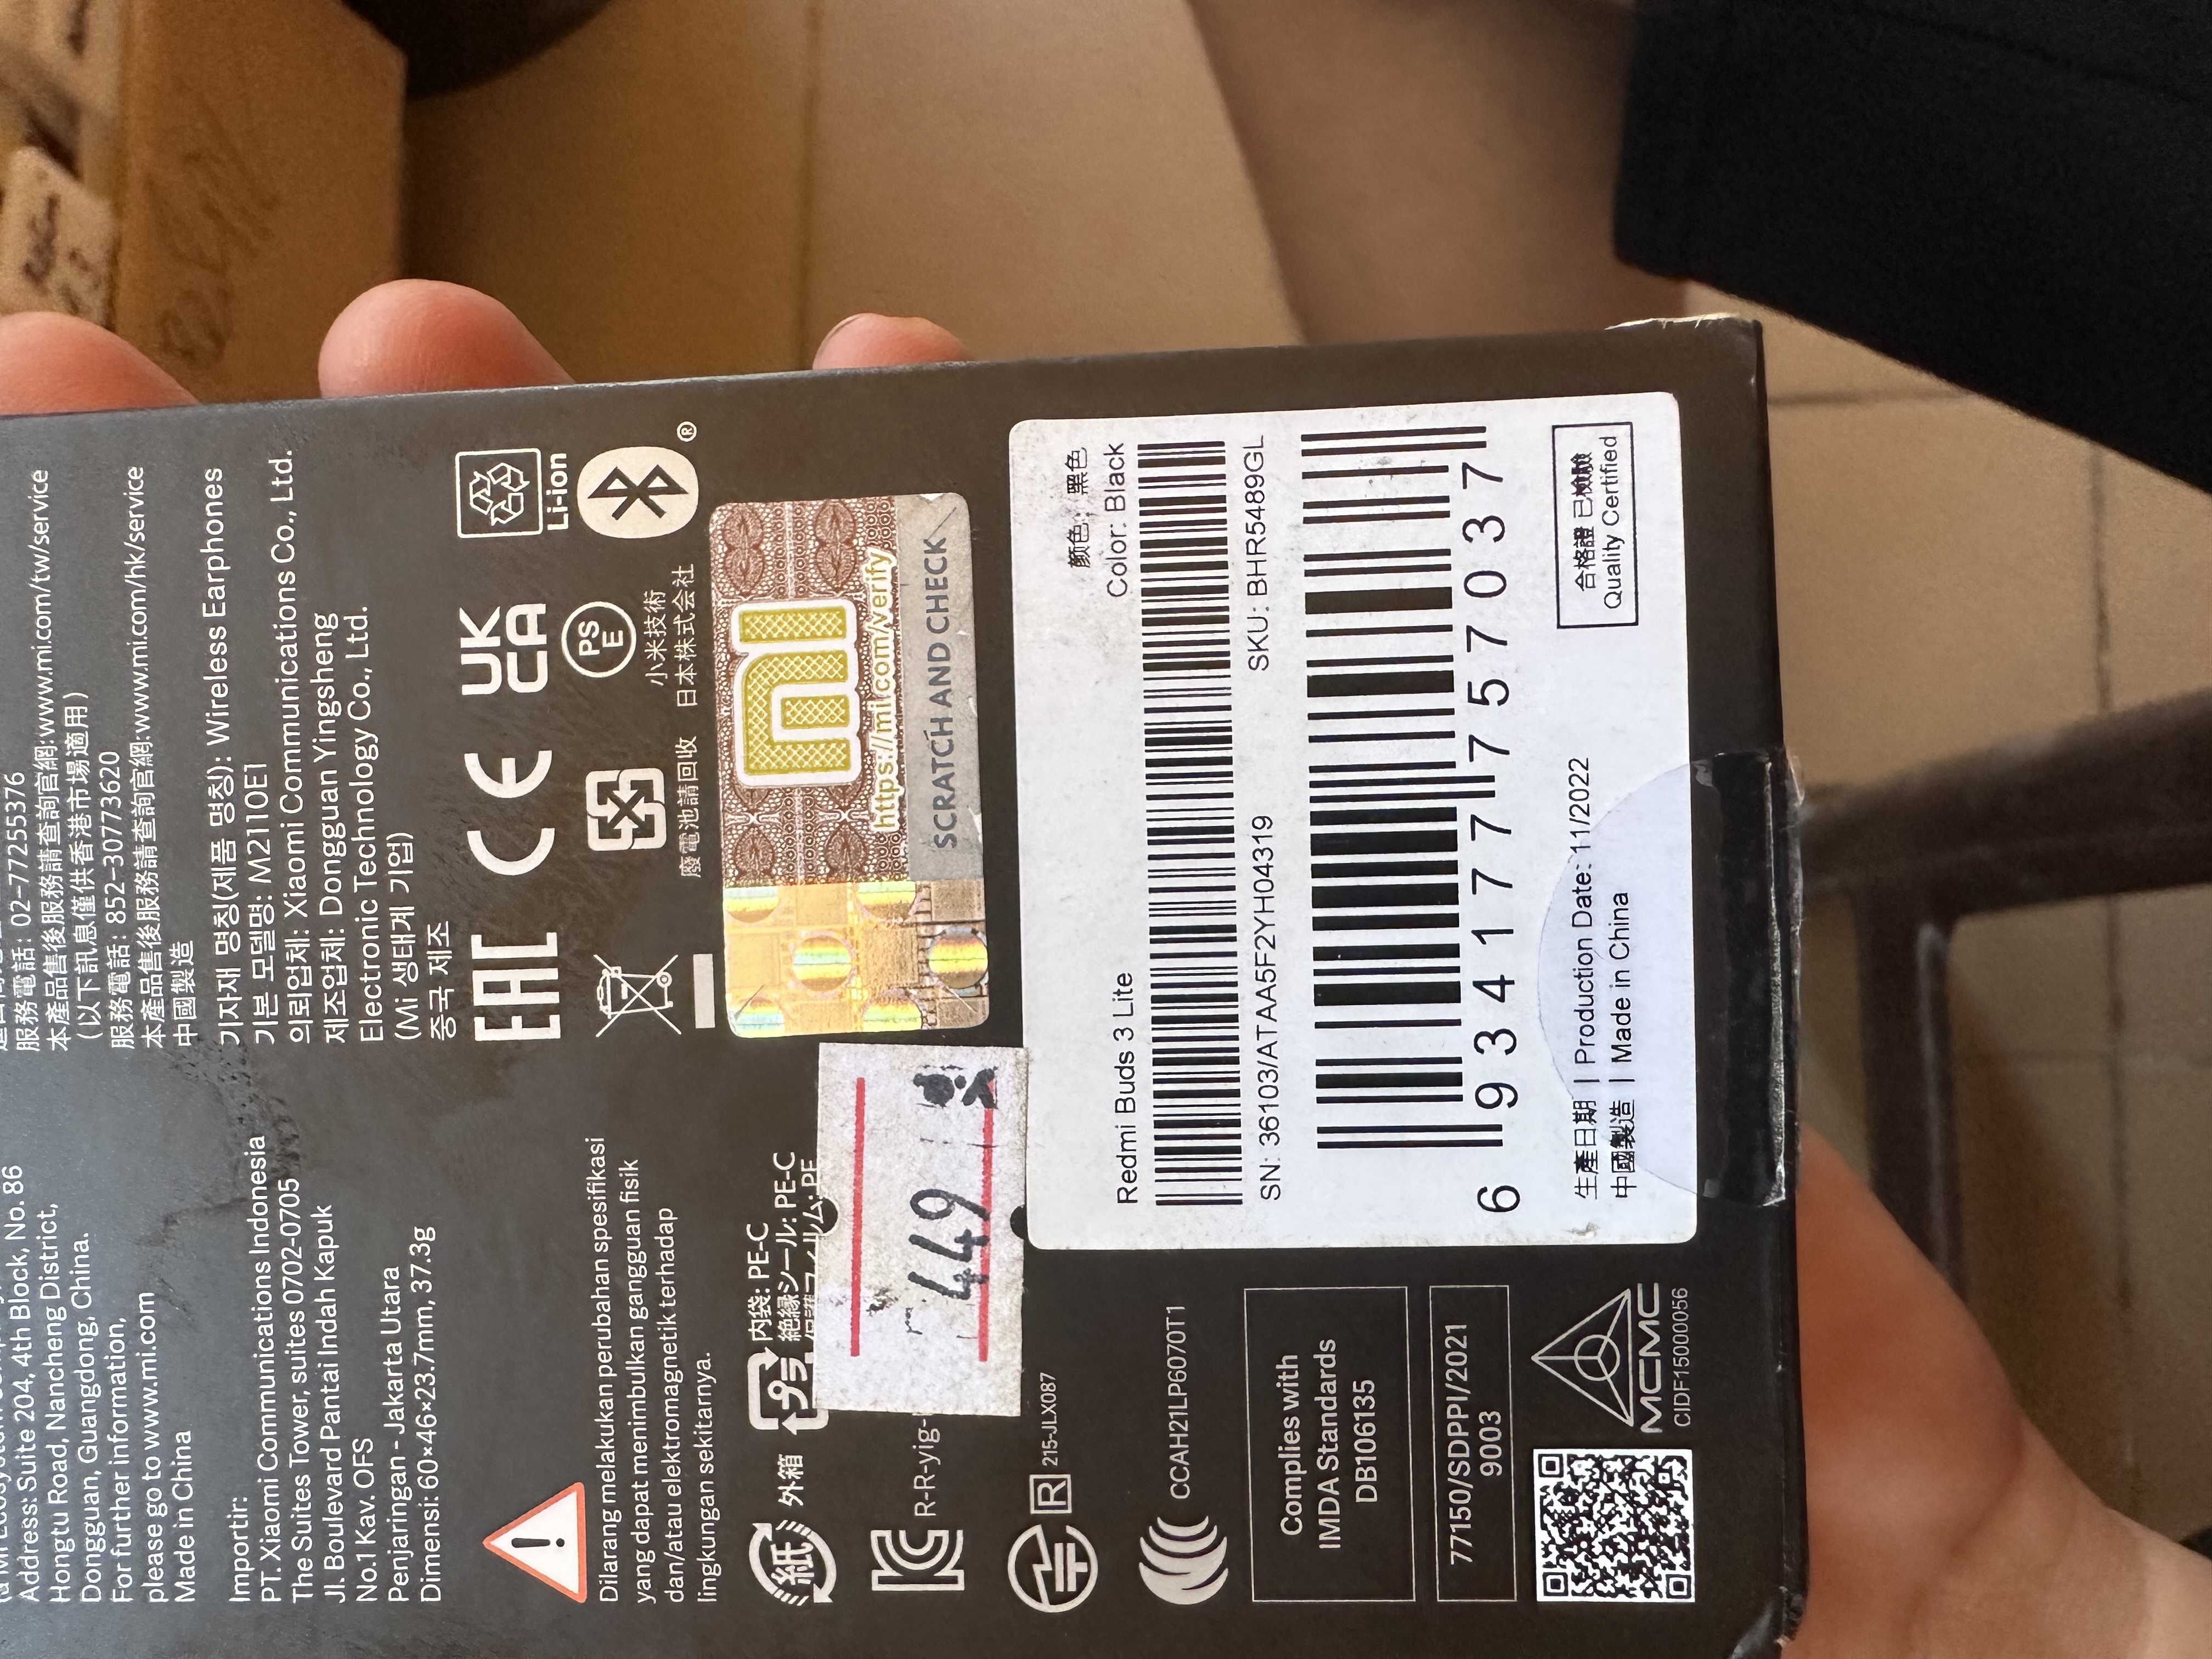 服務電話: 02-77255376
本產品售後服務請查詢官網:www.mi.com/tw/service
（以下訊息僅供香港市場適用）
服務電話: 852-30773620
本產品售後服務請查詢官網:www.mi.com/hk/service
中國製造
기자재 명칭(제품 명칭): Wireless Earphones
기본 모델명: M2110E1
의뢰업체: Xiaomi Communications Co., Ltd.
제조업체: Dongguan Yingsheng
Electronic Technology Co., Ltd.
(Mi 생태계 기업)
중국 제조
EAC CE UK
CA
Li-ion
PS
E
®
廢電池請回收
小米技術
日本株式会社
mi
https://mi.com/verify
SCRATCH AND CHECK
Address: Suite 204, 4th Block, No. 86
Hongtu Road, Nancheng District,
Dongguan, Guangdong, China.
For further information,
please go to www.mi.com
Made in China
Importir:
PT. Xiaomi Communications Indonesia
The Suites Tower, suites 0702-0705
Jl. Boulevard Pantai Indah Kapuk
No.1 Kav. OFS
Penjaringan - Jakarta Utara
Dimensi: 60×46×23.7mm, 37.3g
Dilarang melakukan perubahan spesifikasi
yang dapat menimbulkan gangguan fisik
dan/atau elektromagnetik terhadap
lingkungan sekitarnya.
紙 外箱
内袋: PE-C
絶縁シール: PE-C
449
R-R-yig-
R 215-JLX087
CCAH21LP6070T1
Complies with
IMDA Standards
DB106135
77150/SDPPI/2021
9003
MCMC
CIDF15000056
颜色: 黑色
Redmi Buds 3 Lite Color: Black
SN: 36103/ATAA5F2YH04319 SKU: BHR5489GL
6 934177 757037
生產日期 | Production Date: 11/2022
中國製造 | Made in China
合格證 已檢驗
Quality Certified